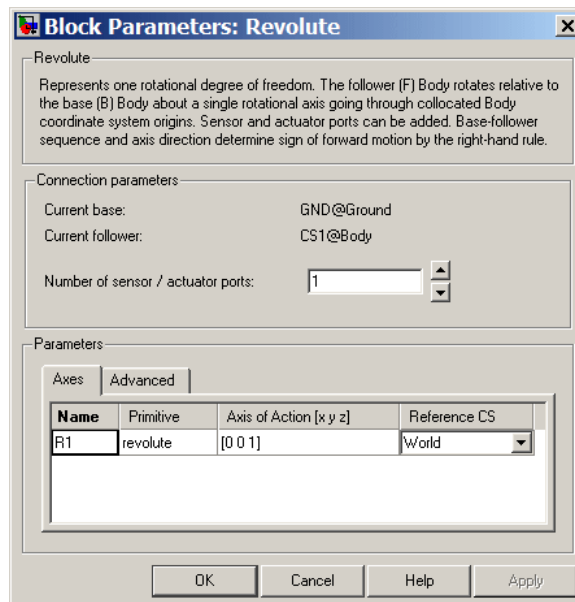 Block Parameters: Revolute
Revolute
Represents one rotational degree of freedom. The follower (F) Body rotates relative to
the base (B) Body about a single rotational axis going through collocated Body
coordinate system origins. Sensor and actuator ports can be added. Base-follower
sequence and axis direction determine sign of forward motion by the right-hand rule.
Connection parameters
Current base: GND@Ground
Current follower: CS1@Body
Number of sensor / actuator ports: 1
Parameters
Axes Advanced
Name Primitive Axis of Action [x y z] Reference CS
R1 revolute [0 0 1] World
OK Cancel Help Apply